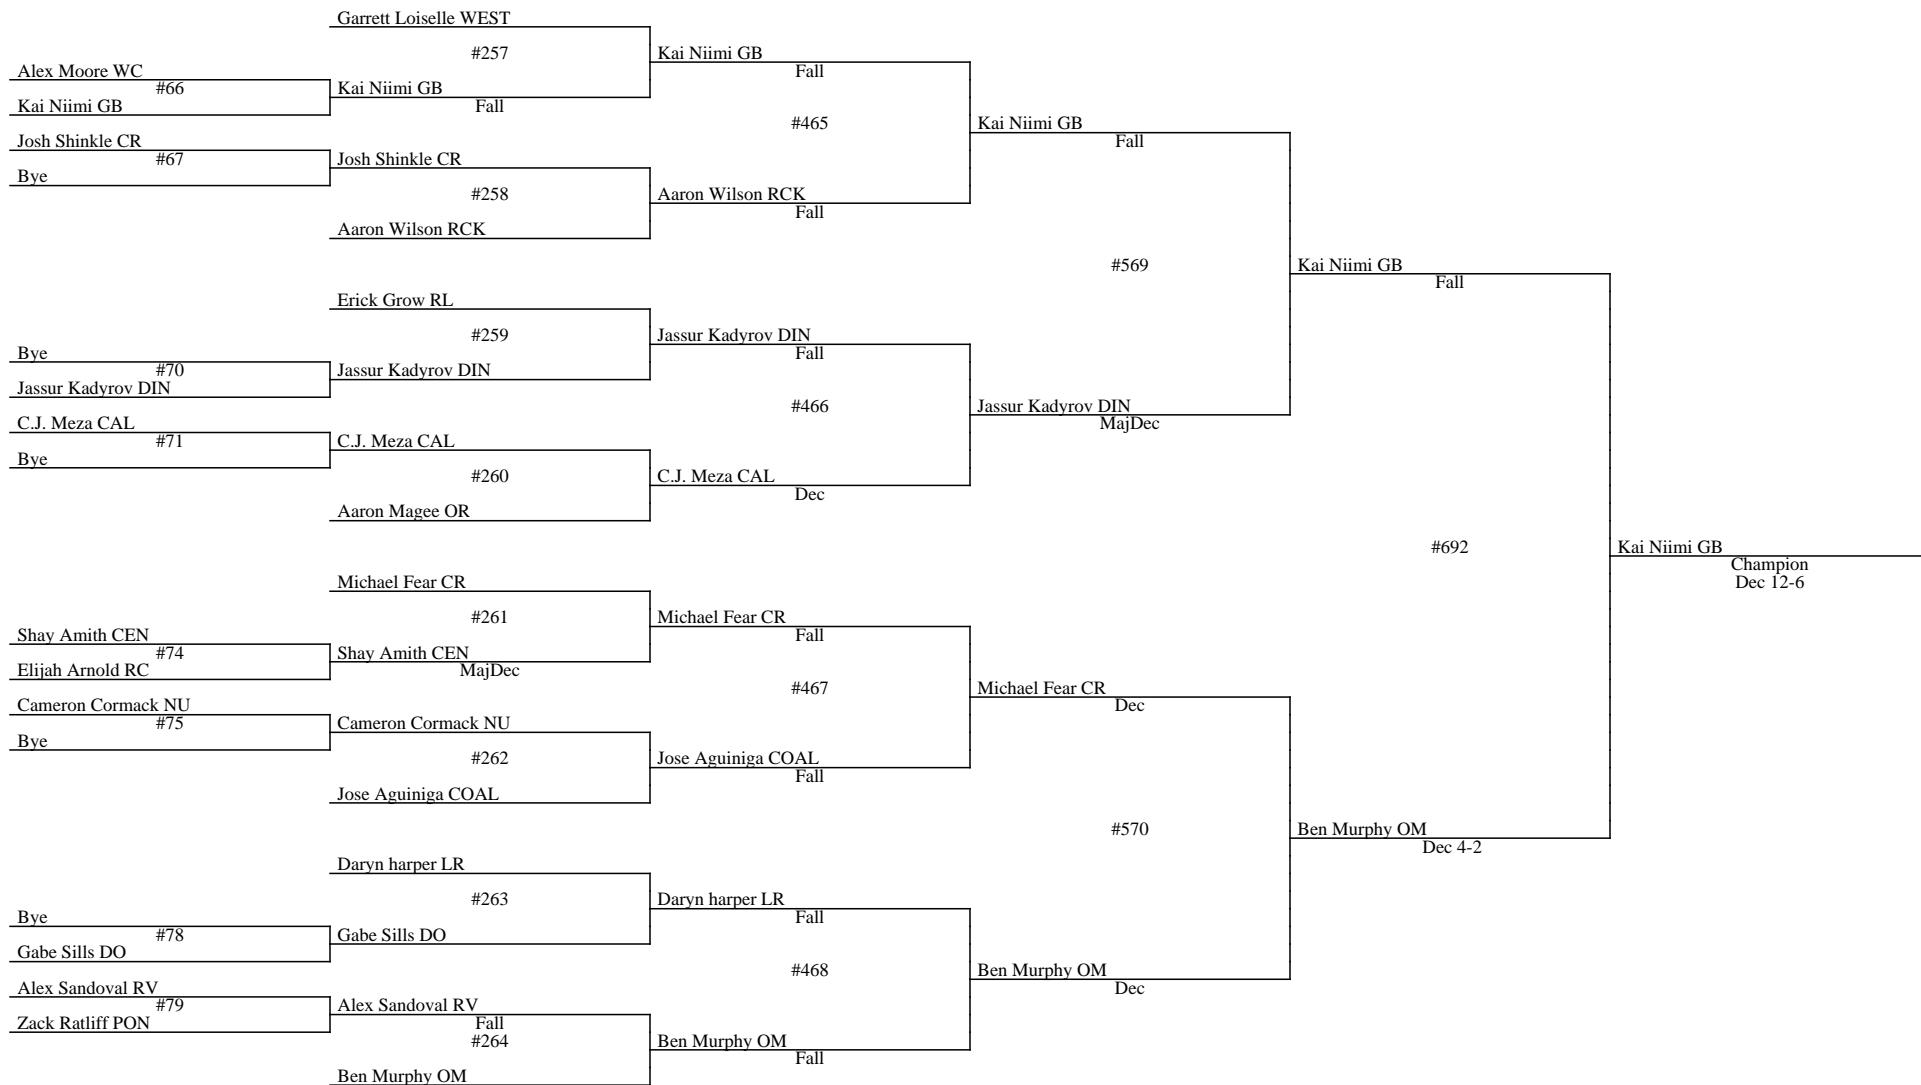 Garrett Loiselle WEST
#257
Kai Niimi GB
Fall
Alex Moore WC
#66
Kai Niimi GB
Kai Niimi GB
Fall
#465
Kai Niimi GB
Fall
Josh Shinkle CR
#67
Bye
Josh Shinkle CR
#258
Aaron Wilson RCK
Fall
Aaron Wilson RCK
#569
Kai Niimi GB
Fall
Erick Grow RL
#259
Jassur Kadyrov DIN
Fall
Bye
#70
Jassur Kadyrov DIN
Jassur Kadyrov DIN
#466
Jassur Kadyrov DIN
MajDec
C.J. Meza CAL
#71
Bye
C.J. Meza CAL
#260
C.J. Meza CAL
Dec
Aaron Magee OR
#692
Kai Niimi GB
Champion
Dec 12-6
Michael Fear CR
#261
Michael Fear CR
Fall
Shay Amith CEN
#74
Elijah Arnold RC
Shay Amith CEN
MajDec
#467
Michael Fear CR
Dec
Cameron Cormack NU
#75
Bye
Cameron Cormack NU
#262
Jose Aguiniga COAL
Fall
Jose Aguiniga COAL
#570
Ben Murphy OM
Dec 4-2
Daryn harper LR
#263
Daryn harper LR
Fall
Bye
#78
Gabe Sills DO
Gabe Sills DO
#468
Ben Murphy OM
Dec
Alex Sandoval RV
#79
Zack Ratliff PON
Alex Sandoval RV
Fall
#264
Ben Murphy OM
Fall
Ben Murphy OM